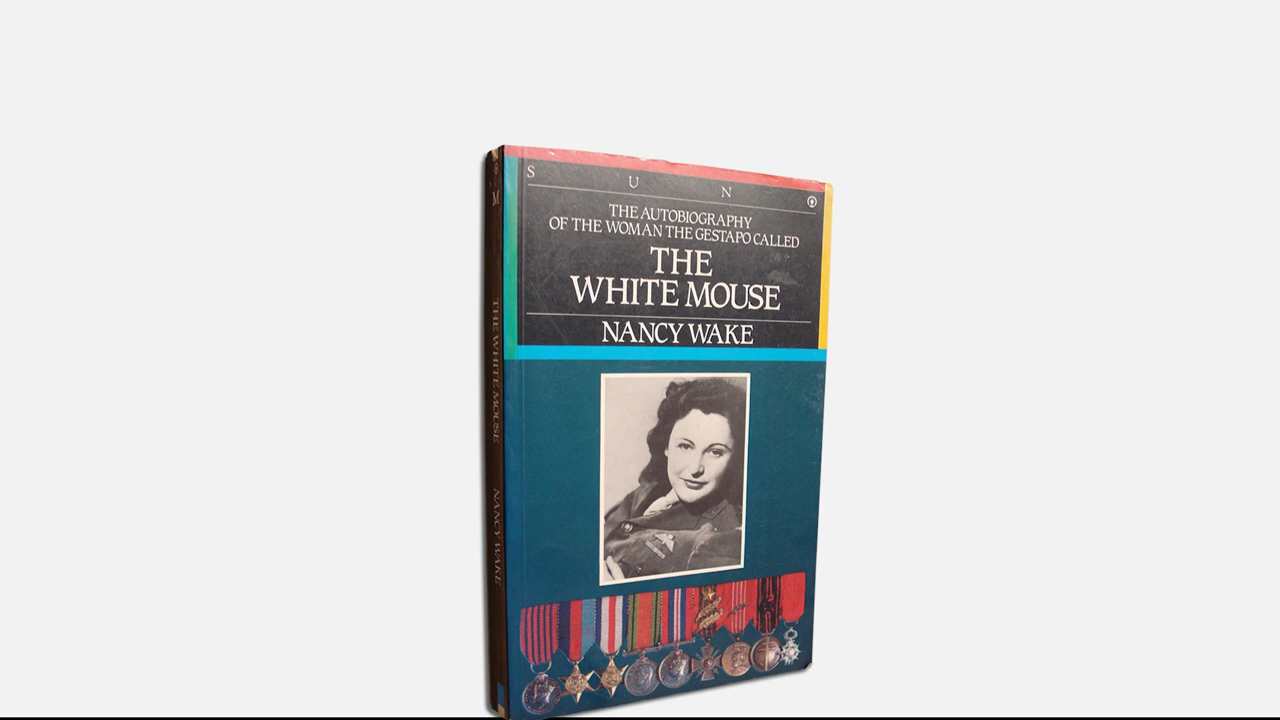 S U N
THE AUTOBIOGRAPHY
OF THE WOMAN THE GESTAPO CALLED
THE
WHITE MOUSE
NANCY WAKE
M
THE WHITE MOUSE
NANCY WAKE